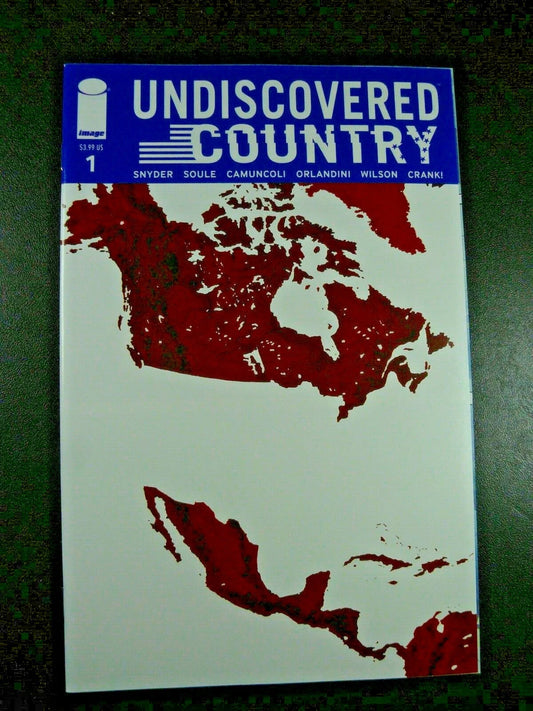 UNDISCOVERED
COUNTRY
image
$3.99 US
1
SNYDER SOULE CAMUNCOLI ORLANDINI WILSON CRANK!